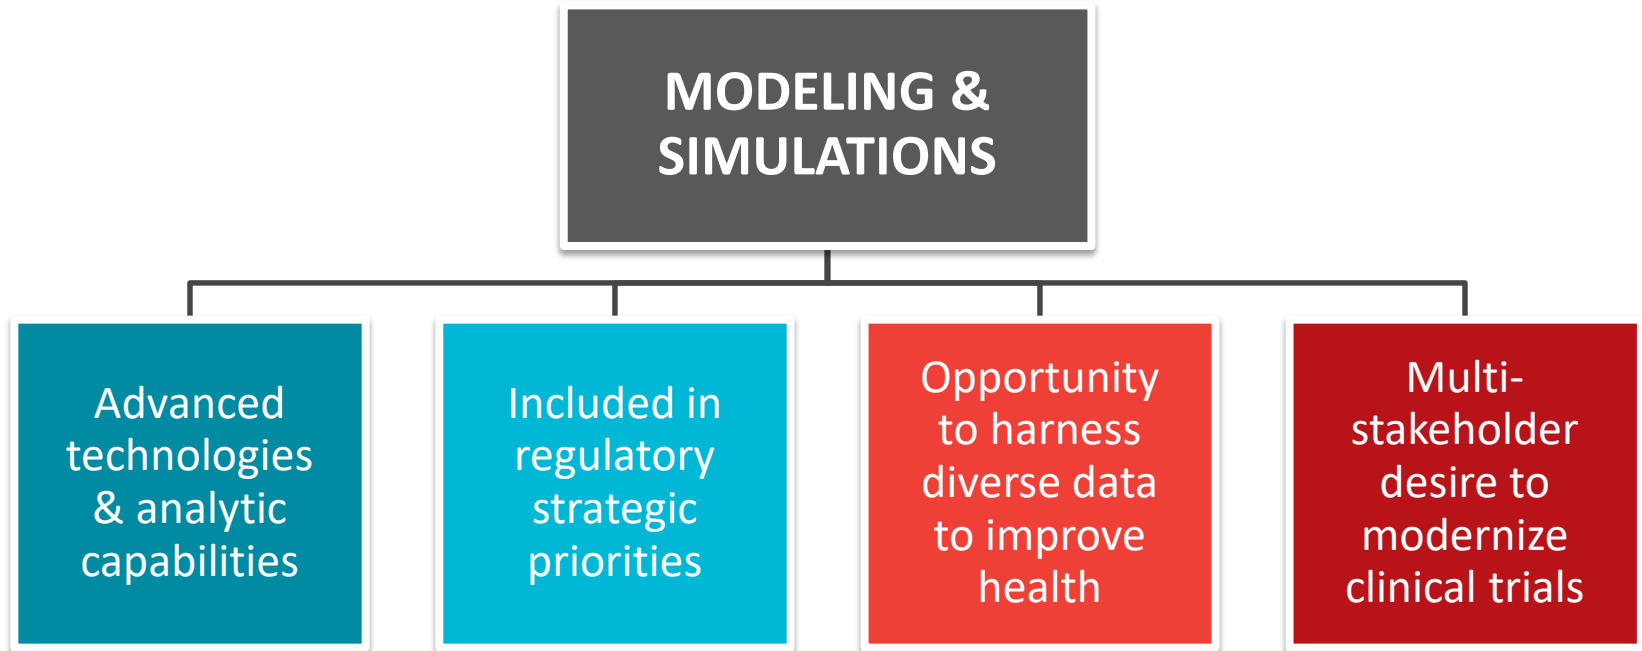 MODELING &
SIMULATIONS
Advanced
technologies
& analytic
capabilities
Included in
regulatory
strategic
priorities
Opportunity
to harness
diverse data
to improve
health
Multi-
stakeholder
desire to
modernize
clinical trials